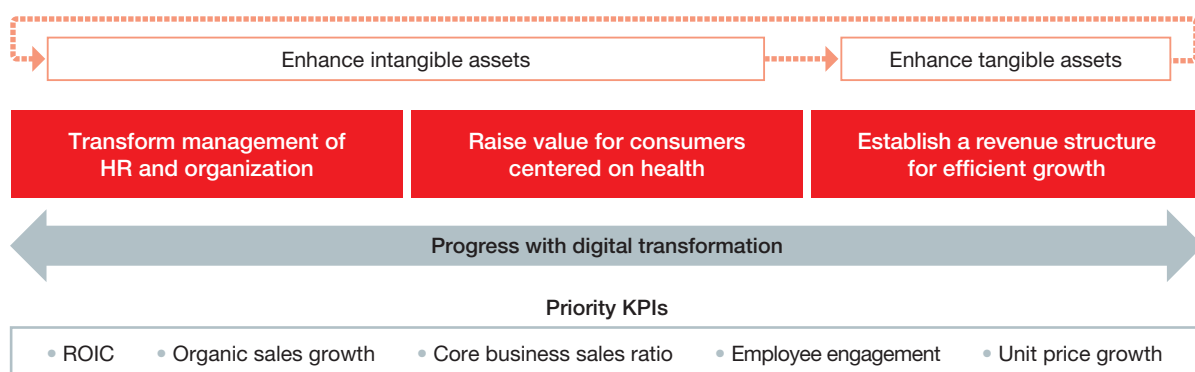 Enhance intangible assets
Enhance tangible assets
Transform management of
HR and organization
Raise value for consumers
centered on health
Establish a revenue structure
for efficient growth
Progress with digital transformation
Priority KPIs
• ROIC • Organic sales growth • Core business sales ratio • Employee engagement • Unit price growth